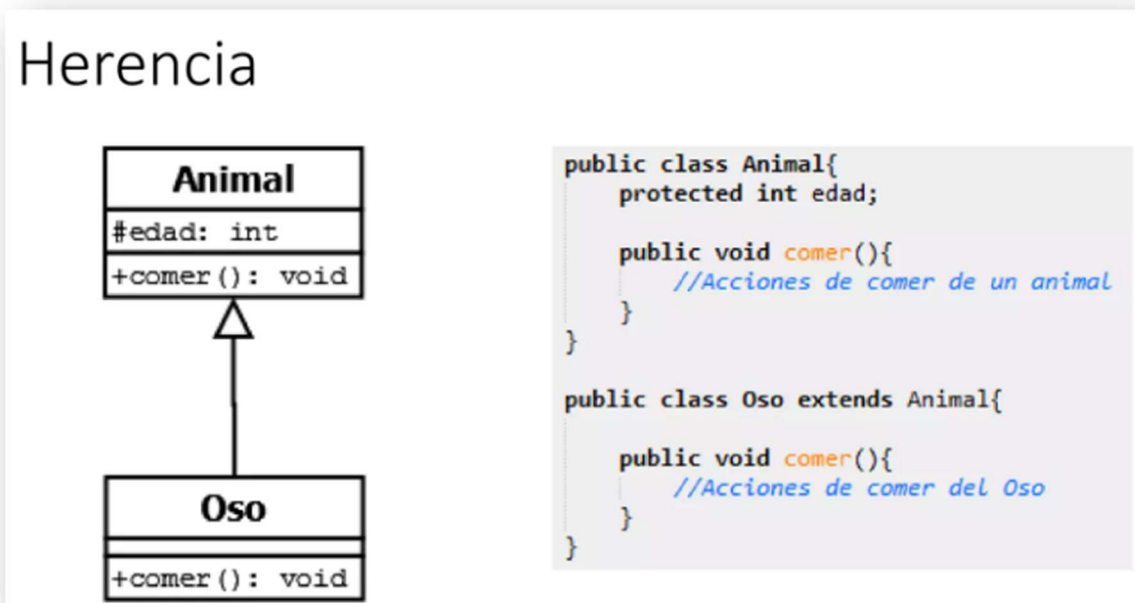 Herencia
Animal
#edad: int
+comer(): void
Oso
+comer(): void
public class Animal{
protected int edad;
public void comer(){
//Acciones de comer de un animal
}
}
public class Oso extends Animal{
public void comer(){
//Acciones de comer del Oso
}
}